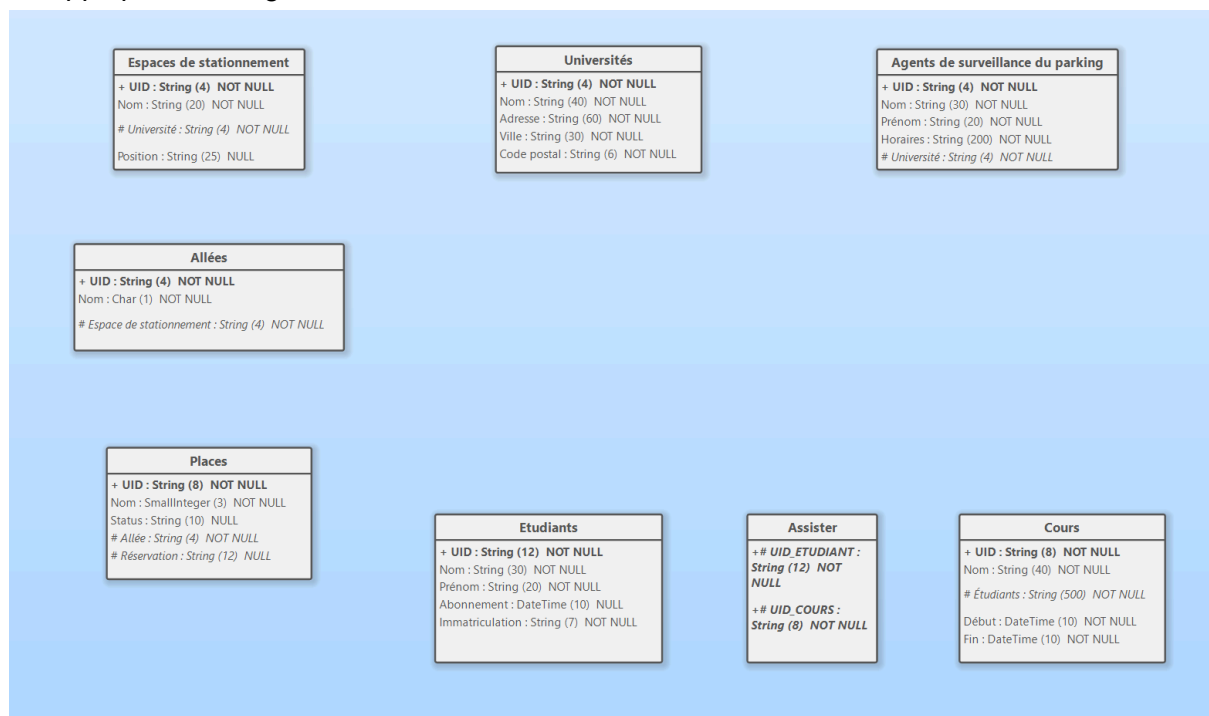 Espaces de stationnement
+ UID : String (4) NOT NULL
Nom : String (20) NOT NULL
# Université : String (4) NOT NULL
Position : String (25) NULL
Universités
+ UID : String (4) NOT NULL
Nom : String (40) NOT NULL
Adresse : String (60) NOT NULL
Ville : String (30) NOT NULL
Code postal : String (6) NOT NULL
Agents de surveillance du parking
+ UID : String (4) NOT NULL
Nom : String (30) NOT NULL
Prénom : String (20) NOT NULL
Horaires : String (200) NOT NULL
# Université : String (4) NOT NULL
Allées
+ UID : String (4) NOT NULL
Nom : Char (1) NOT NULL
# Espace de stationnement : String (4) NOT NULL
Places
+ UID : String (8) NOT NULL
Nom : SmallInteger (3) NOT NULL
Status : String (10) NULL
# Allée : String (4) NOT NULL
# Réservation : String (12) NULL
Etudiants
+ UID : String (12) NOT NULL
Nom : String (30) NOT NULL
Prénom : String (20) NOT NULL
Abonnement : DateTime (10) NULL
Immatriculation : String (7) NOT NULL
Assister
+# UID_ETUDIANT :
String (12) NOT
NULL
+# UID_COURS :
String (8) NOT NULL
Cours
+ UID : String (8) NOT NULL
Nom : String (40) NOT NULL
# Étudiants : String (500) NOT NULL
Début : DateTime (10) NOT NULL
Fin : DateTime (10) NOT NULL